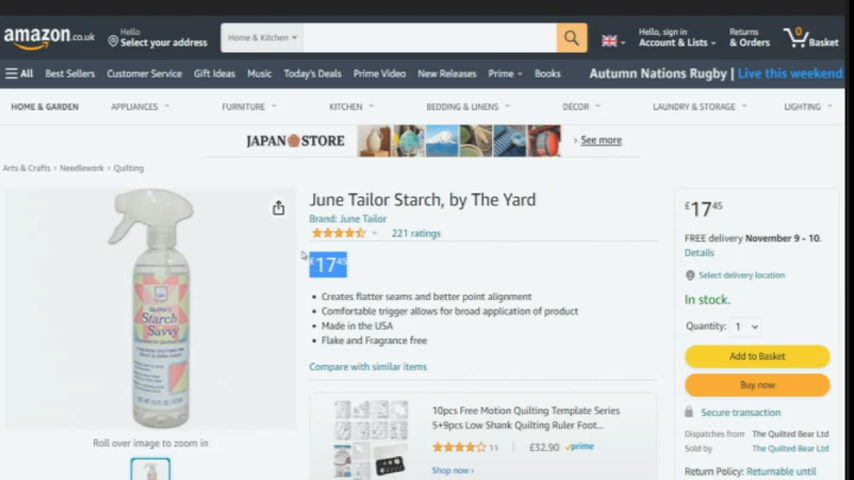 amazon.co.uk
Hello
Select your address
Home & Kitchen
Hello, sign in
Account & Lists
Returns
& Orders
0
Basket
All
Best Sellers
Customer Service
Gift Ideas
Music
Today's Deals
Prime Video
New Releases
Prime
Books
Autumn Nations Rugby | Live this weekend
HOME & GARDEN
APPLIANCES
FURNITURE
KITCHEN
BEDDING & LINENS
DÉCOR
LAUNDRY & STORAGE
LIGHTING
JAPAN STORE
› See more
Arts & Crafts › Needlework › Quilting
June Tailor Starch, by The Yard
Brand: June Tailor
221 ratings
£17⁴⁵
• Creates flatter seams and better point alignment
• Comfortable trigger allows for broad application of product
• Made in the USA
• Flake and Fragrance free
Compare with similar items
10pcs Free Motion Quilting Template Series
5+9pcs Low Shank Quilting Ruler Foot...
11
£32.90
prime
Shop now ›
Quilter's
Starch
Savvy
Roll over image to zoom in
£17⁴⁵
FREE delivery November 9 - 10.
Details
Select delivery location
In stock.
Quantity: 1
Add to Basket
Buy now
Secure transaction
Dispatches from The Quilted Bear Ltd
Sold by The Quilted Bear Ltd
Return Policy: Returnable until